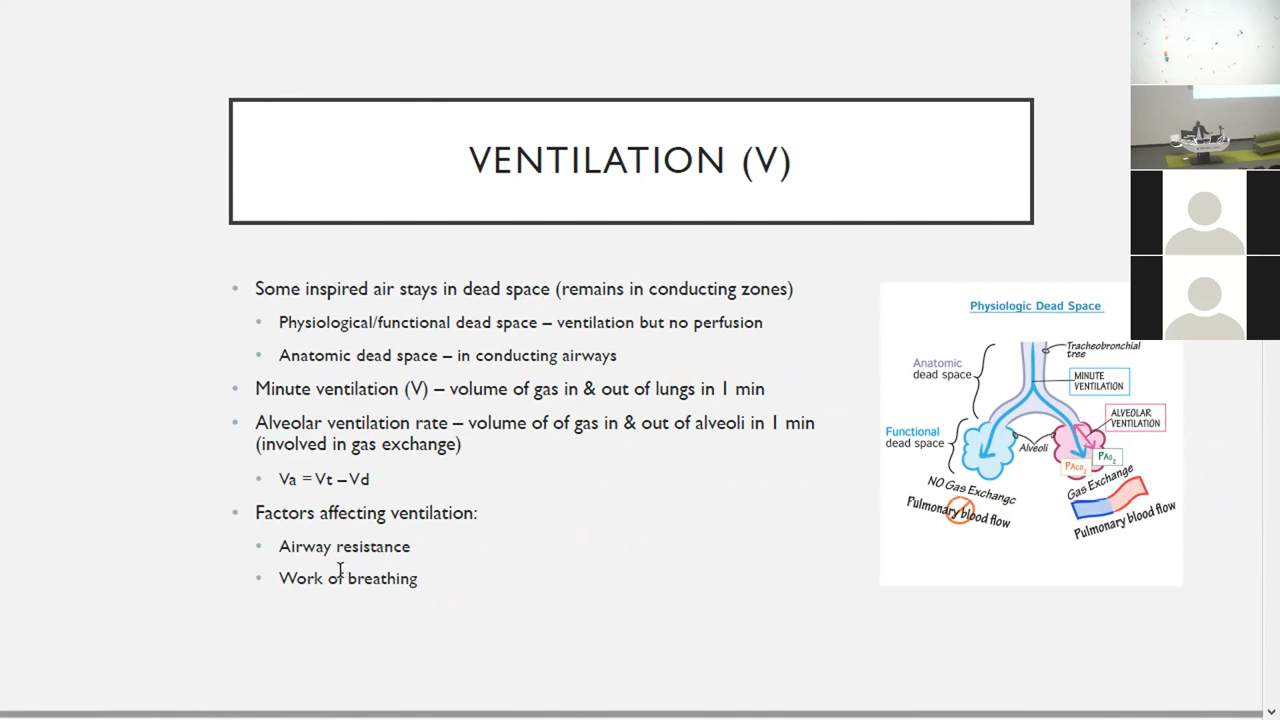 VENTILATION (V)
• Some inspired air stays in dead space (remains in conducting zones)
• Physiological/functional dead space – ventilation but no perfusion
• Anatomic dead space – in conducting airways
• Minute ventilation (V) – volume of gas in & out of lungs in 1 min
• Alveolar ventilation rate – volume of of gas in & out of alveoli in 1 min
(involved in gas exchange)
• Va = Vt – Vd
• Factors affecting ventilation:
• Airway resistance
• Work of breathing
Physiologic Dead Space
Tracheobronchial
tree
Anatomic
dead space
MINUTE
VENTILATION
ALVEOLAR
VENTILATION
Functional
dead space
Alveoli
PACO2
PAO2
NO Gas Exchange
Pulmonary blood flow
Gas Exchange
Pulmonary blood flow